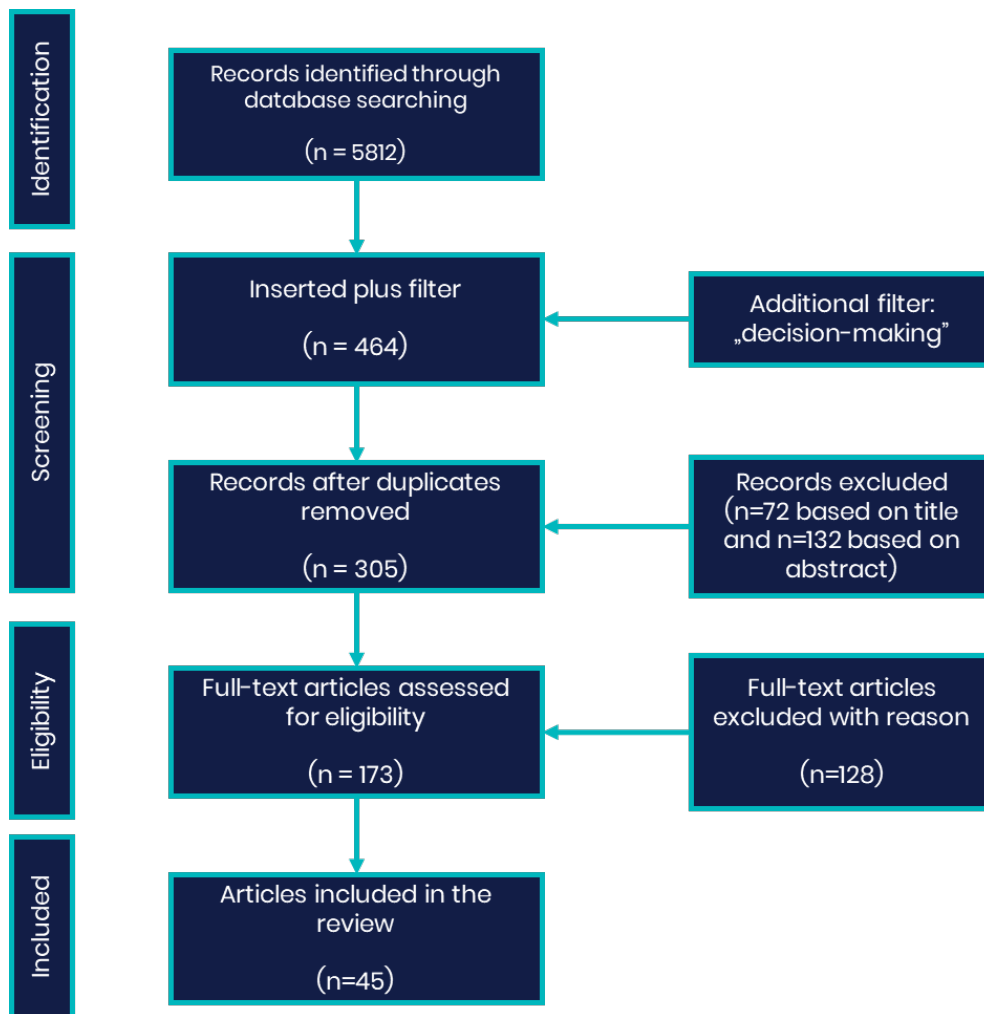 Identification
Records identified through
database searching
(n = 5812)
Screening
Inserted plus filter
(n = 464)
Additional filter:
„decision-making”
Records after duplicates
removed
(n = 305)
Records excluded
(n=72 based on title
and n=132 based on
abstract)
Eligibility
Full-text articles assessed
for eligibility
(n = 173)
Full-text articles
excluded with reason
(n=128)
Included
Articles included in the
review
(n=45)